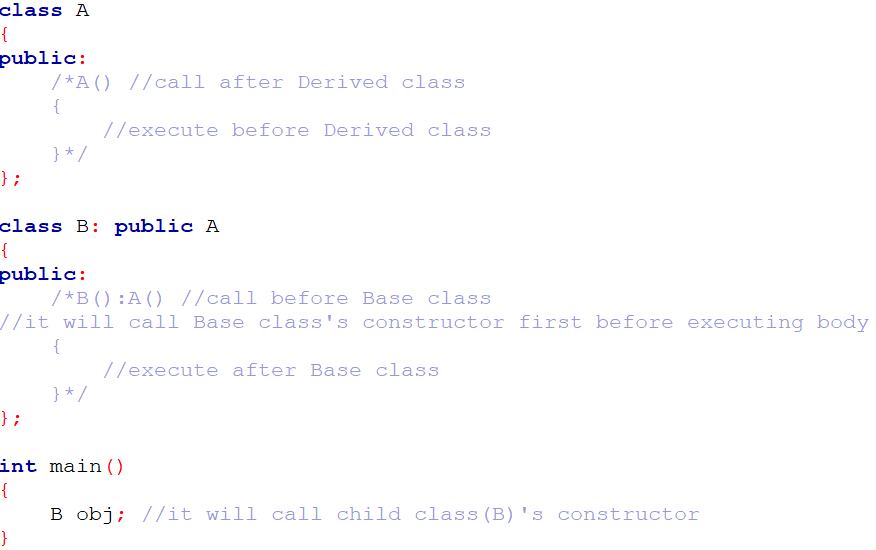 class A
{
public:
    /*A() //call after Derived class
    {
        //execute before Derived class
    }*/
};

class B: public A
{
public:
    /*B():A() //call before Base class
//it will call Base class's constructor first before executing body
    {
        //execute after Base class
    }*/
};

int main()
{
    B obj; //it will call child class(B)'s constructor
}